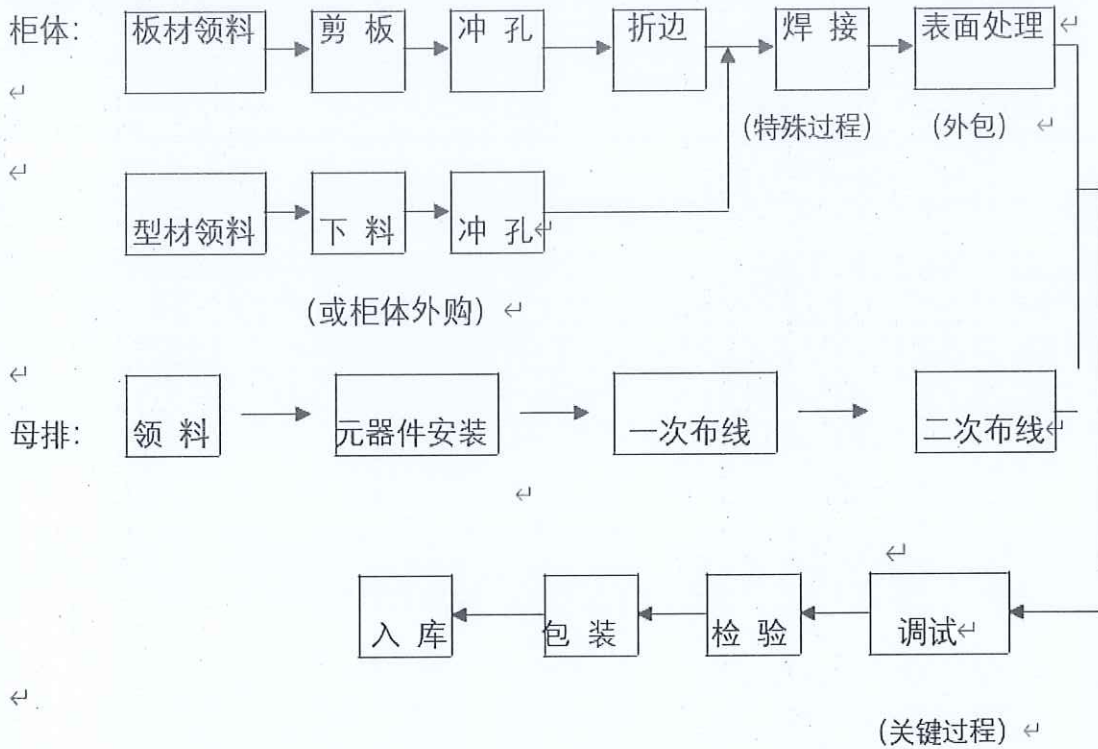 柜体： 板材领料 剪 板 冲 孔 折边 焊 接 表面处理
(特殊过程) (外包)
型材领料 下 料 冲 孔
(或柜体外购)
母排： 领 料 元器件安装 一次布线 二次布线
入 库 包 装 检 验 调试
(关键过程)